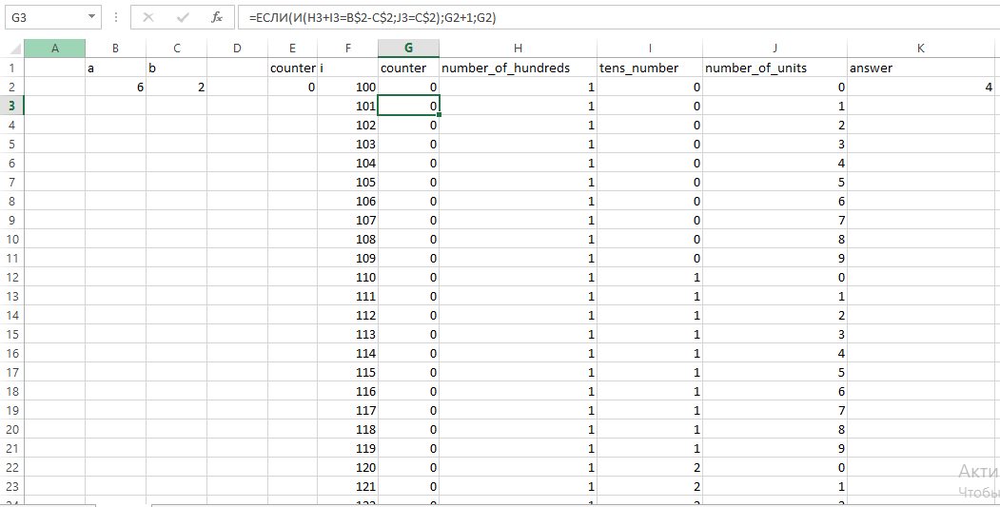 G3 fx =ЕСЛИ(И(H3+I3=B$2-C$2;J3=C$2);G2+1;G2)
A B C D E F G H I J K
1 a b counter i counter number_of_hundreds tens_number number_of_units answer
2 6 2 0 100 0 1 0 0 4
3 101 0 1 0 1
4 102 0 1 0 2
5 103 0 1 0 3
6 104 0 1 0 4
7 105 0 1 0 5
8 106 0 1 0 6
9 107 0 1 0 7
10 108 0 1 0 8
11 109 0 1 0 9
12 110 0 1 1 0
13 111 0 1 1 1
14 112 0 1 1 2
15 113 0 1 1 3
16 114 0 1 1 4
17 115 0 1 1 5
18 116 0 1 1 6
19 117 0 1 1 7
20 118 0 1 1 8
21 119 0 1 1 9
22 120 0 1 2 0
Акти
23 121 0 1 2 1
Чтобы